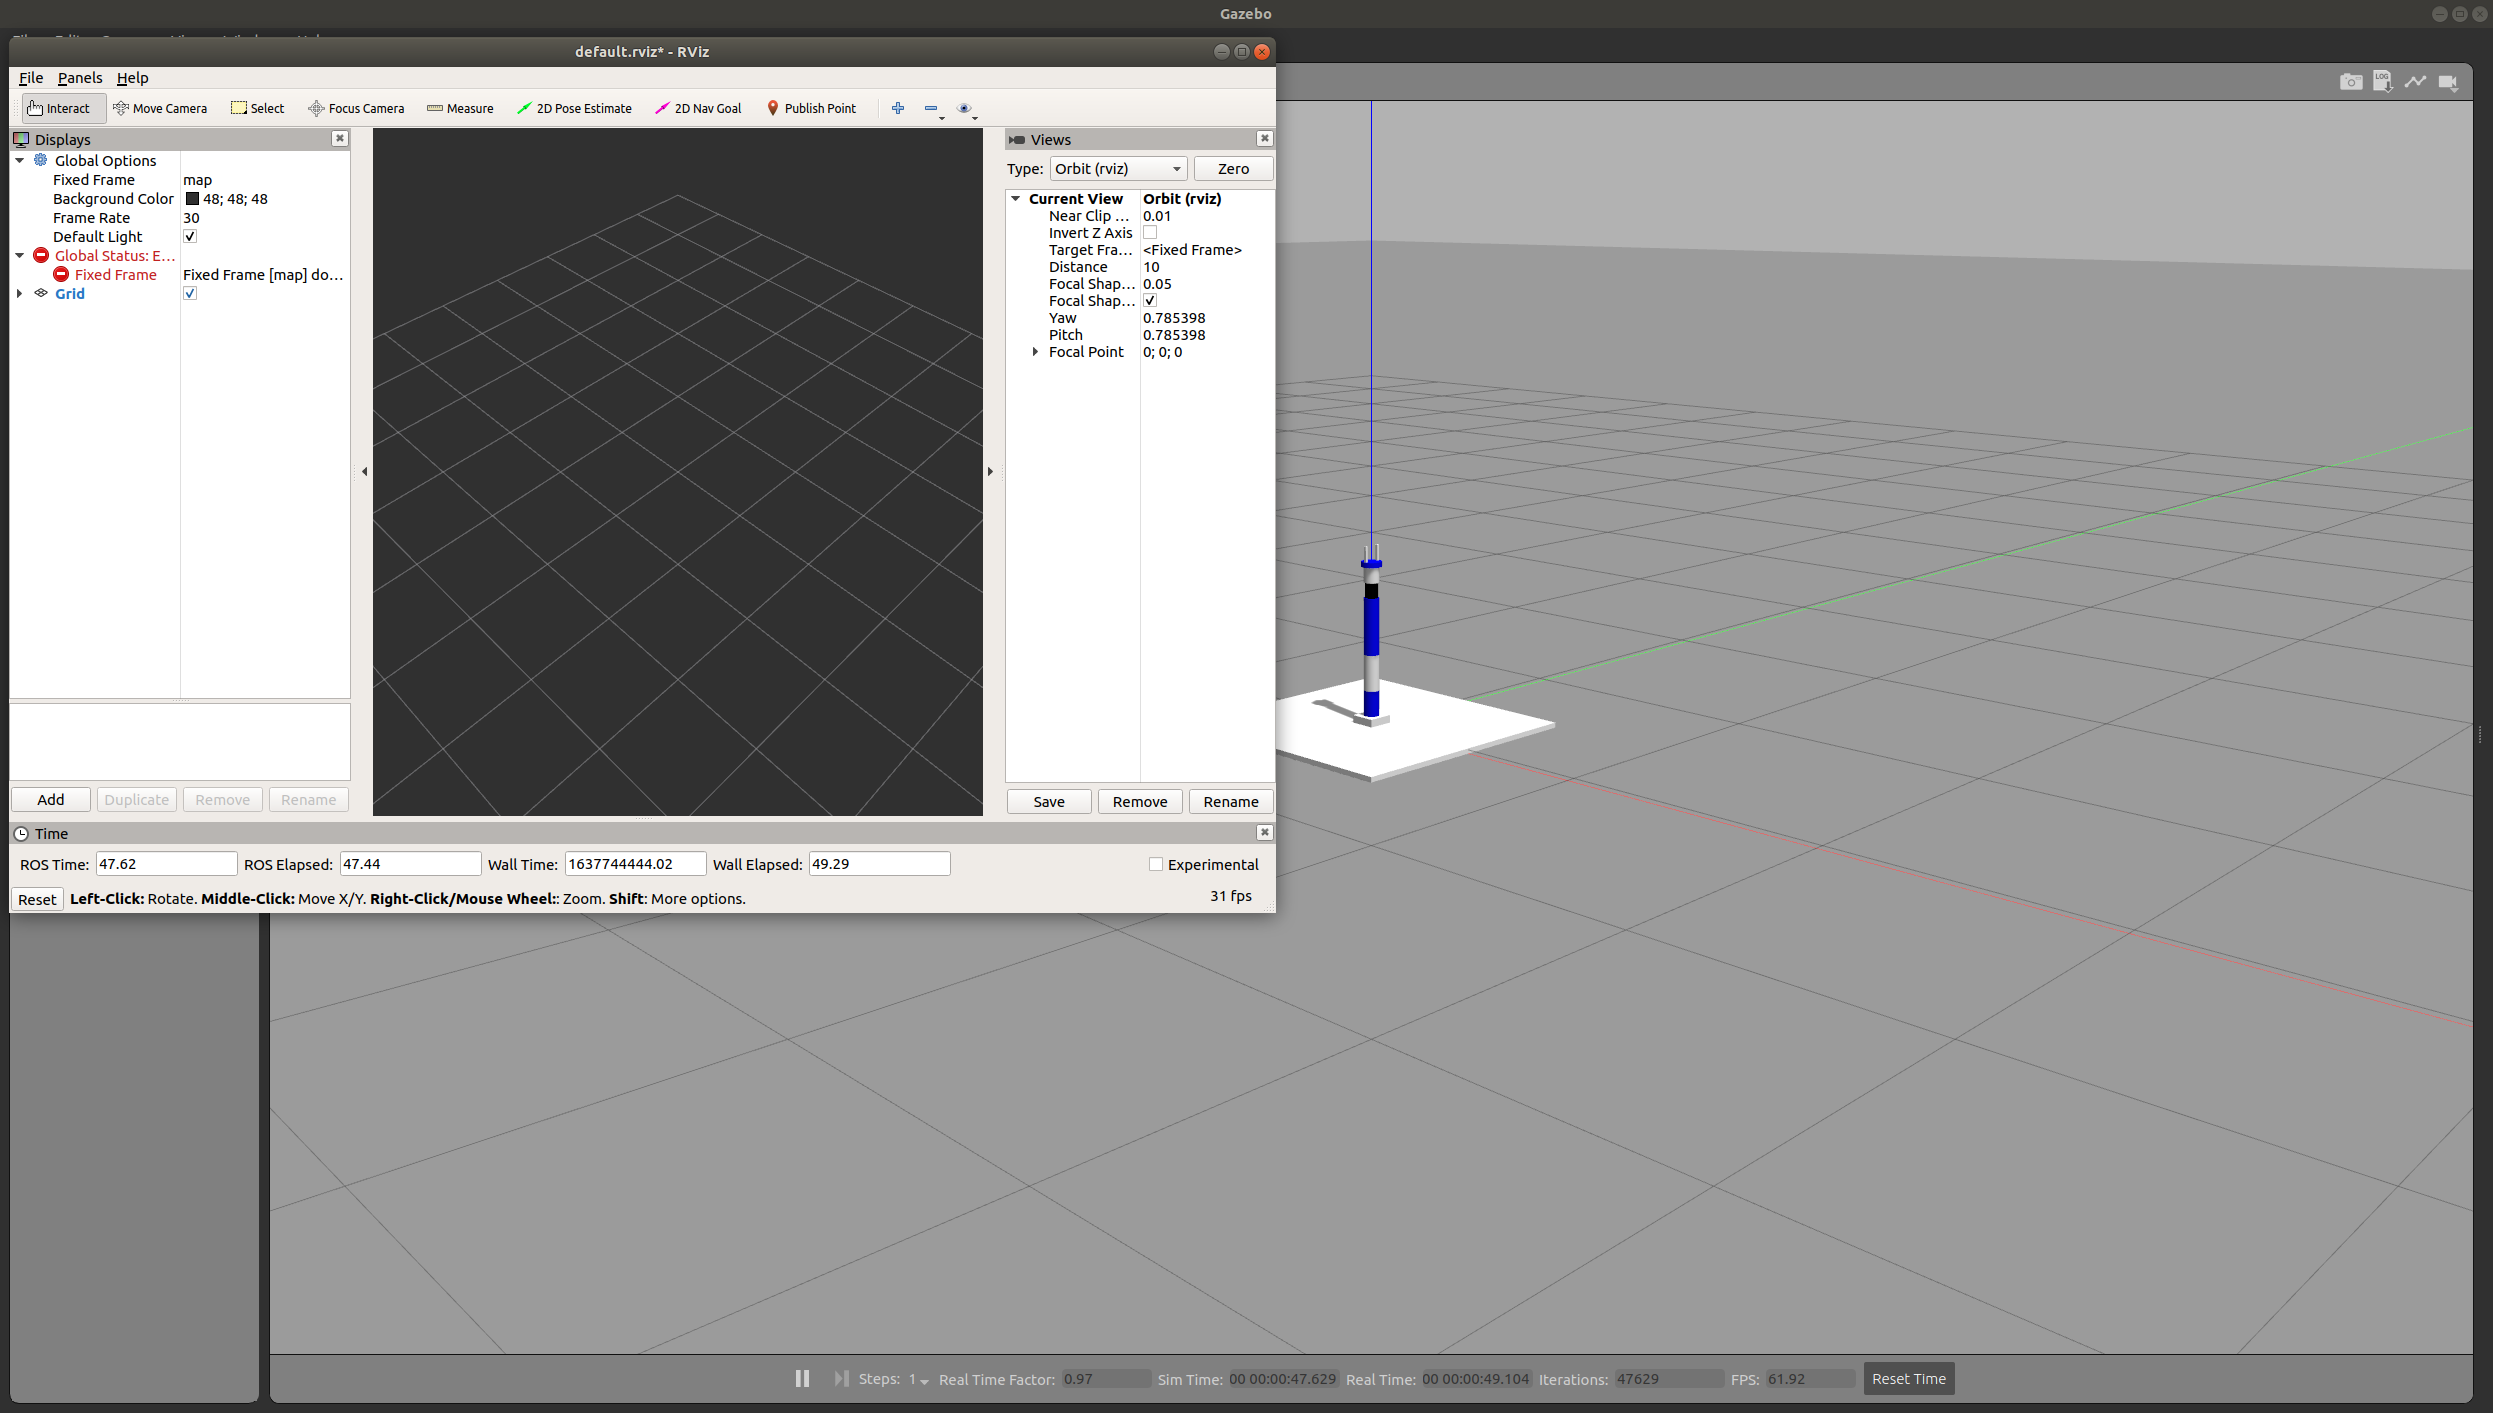 Gazebo
default.rviz* - RViz
File Panels Help
Interact Move Camera Select Focus Camera Measure 2D Pose Estimate 2D Nav Goal Publish Point
LOG
Displays
Global Options
Fixed Frame map
Background Color 48; 48; 48
Frame Rate 30
Default Light
Global Status: E...
Fixed Frame Fixed Frame [map] do...
Grid
Add Duplicate Remove Rename
Views
Type: Orbit (rviz) Zero
Current View Orbit (rviz)
Near Clip ... 0.01
Invert Z Axis
Target Fra... <Fixed Frame>
Distance 10
Focal Shap... 0.05
Focal Shap...
Yaw 0.785398
Pitch 0.785398
Focal Point 0; 0; 0
Save Remove Rename
Time
ROS Time: 47.62 ROS Elapsed: 47.44 Wall Time: 1637744444.02 Wall Elapsed: 49.29 Experimental
Reset Left-Click: Rotate. Middle-Click: Move X/Y. Right-Click/Mouse Wheel:: Zoom. Shift: More options. 31 fps
Steps: 1 Real Time Factor: 0.97 Sim Time: 00 00:00:47.629 Real Time: 00 00:00:49.104 Iterations: 47629 FPS: 61.92 Reset Time